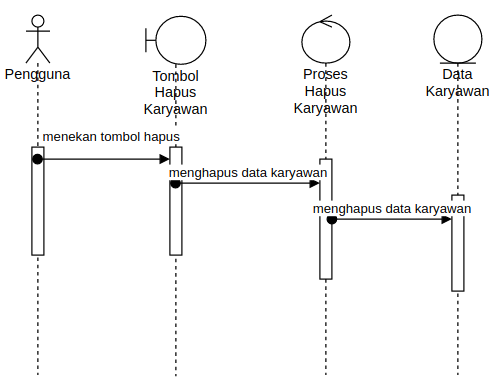 Pengguna
Tombol
Hapus
Karyawan
Proses
Hapus
Karyawan
Data
Karyawan
menekan tombol hapus
menghapus data karyawan
menghapus data karyawan